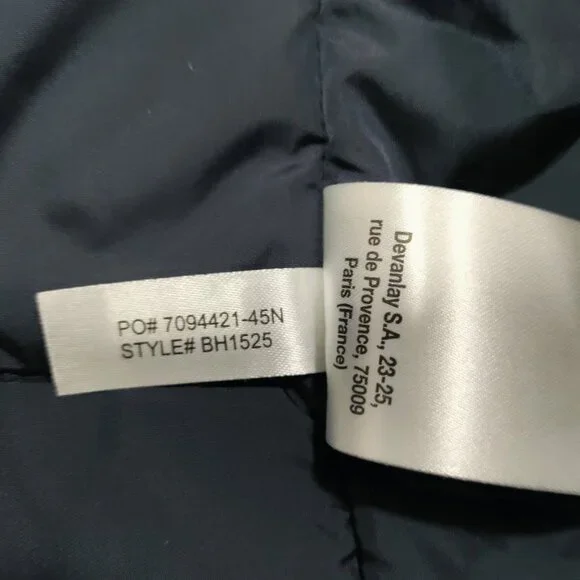 PO# 7094421-45N
STYLE# BH1525
Devanlay S.A., 23-25,
rue de Provence, 75009
Paris (France)